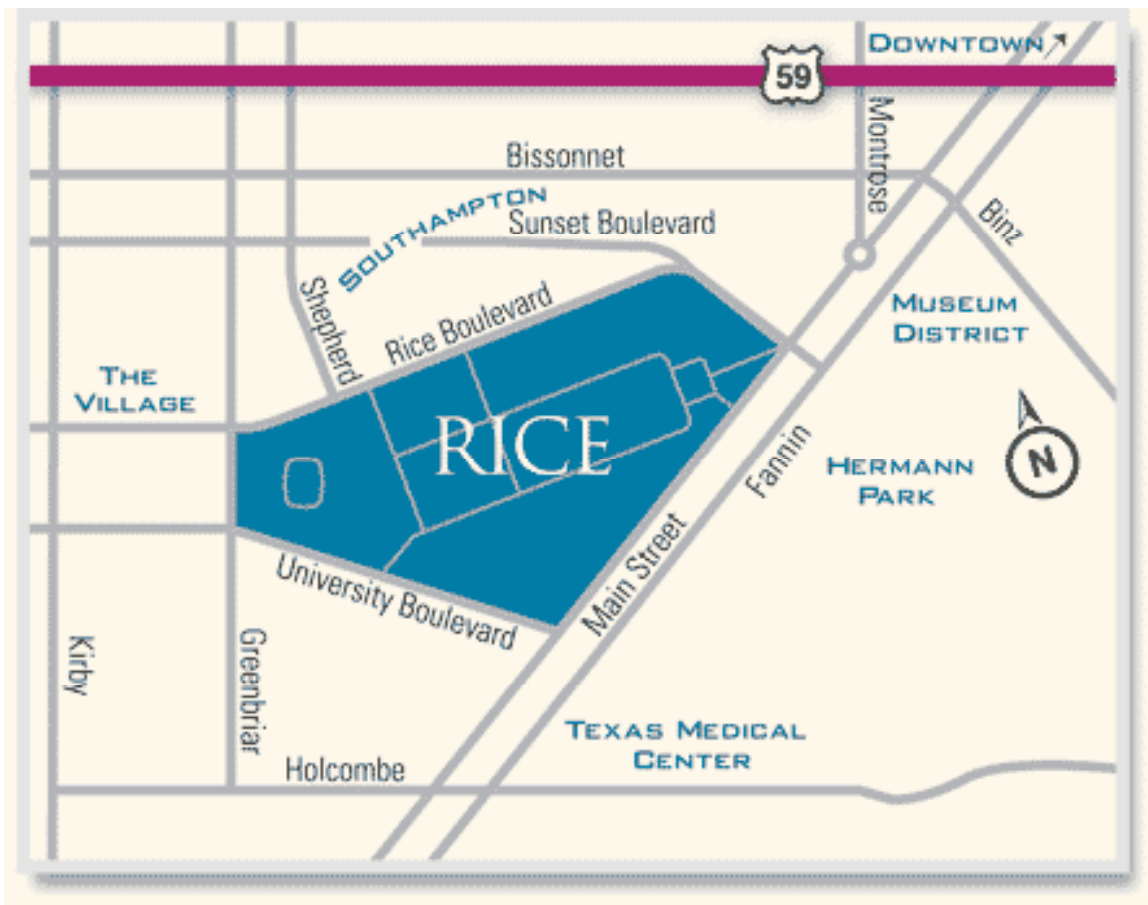 DOWNTOWN
59
Montrose
Bissonnet
SOUTHAMPTON
Sunset Boulevard
Binz
Shepherd
Rice Boulevard
MUSEUM
DISTRICT
THE
VILLAGE
RICE
Fannin
HERMANN
PARK
N
Main Street
University Boulevard
Kirby
Greenbriar
TEXAS MEDICAL
CENTER
Holcombe